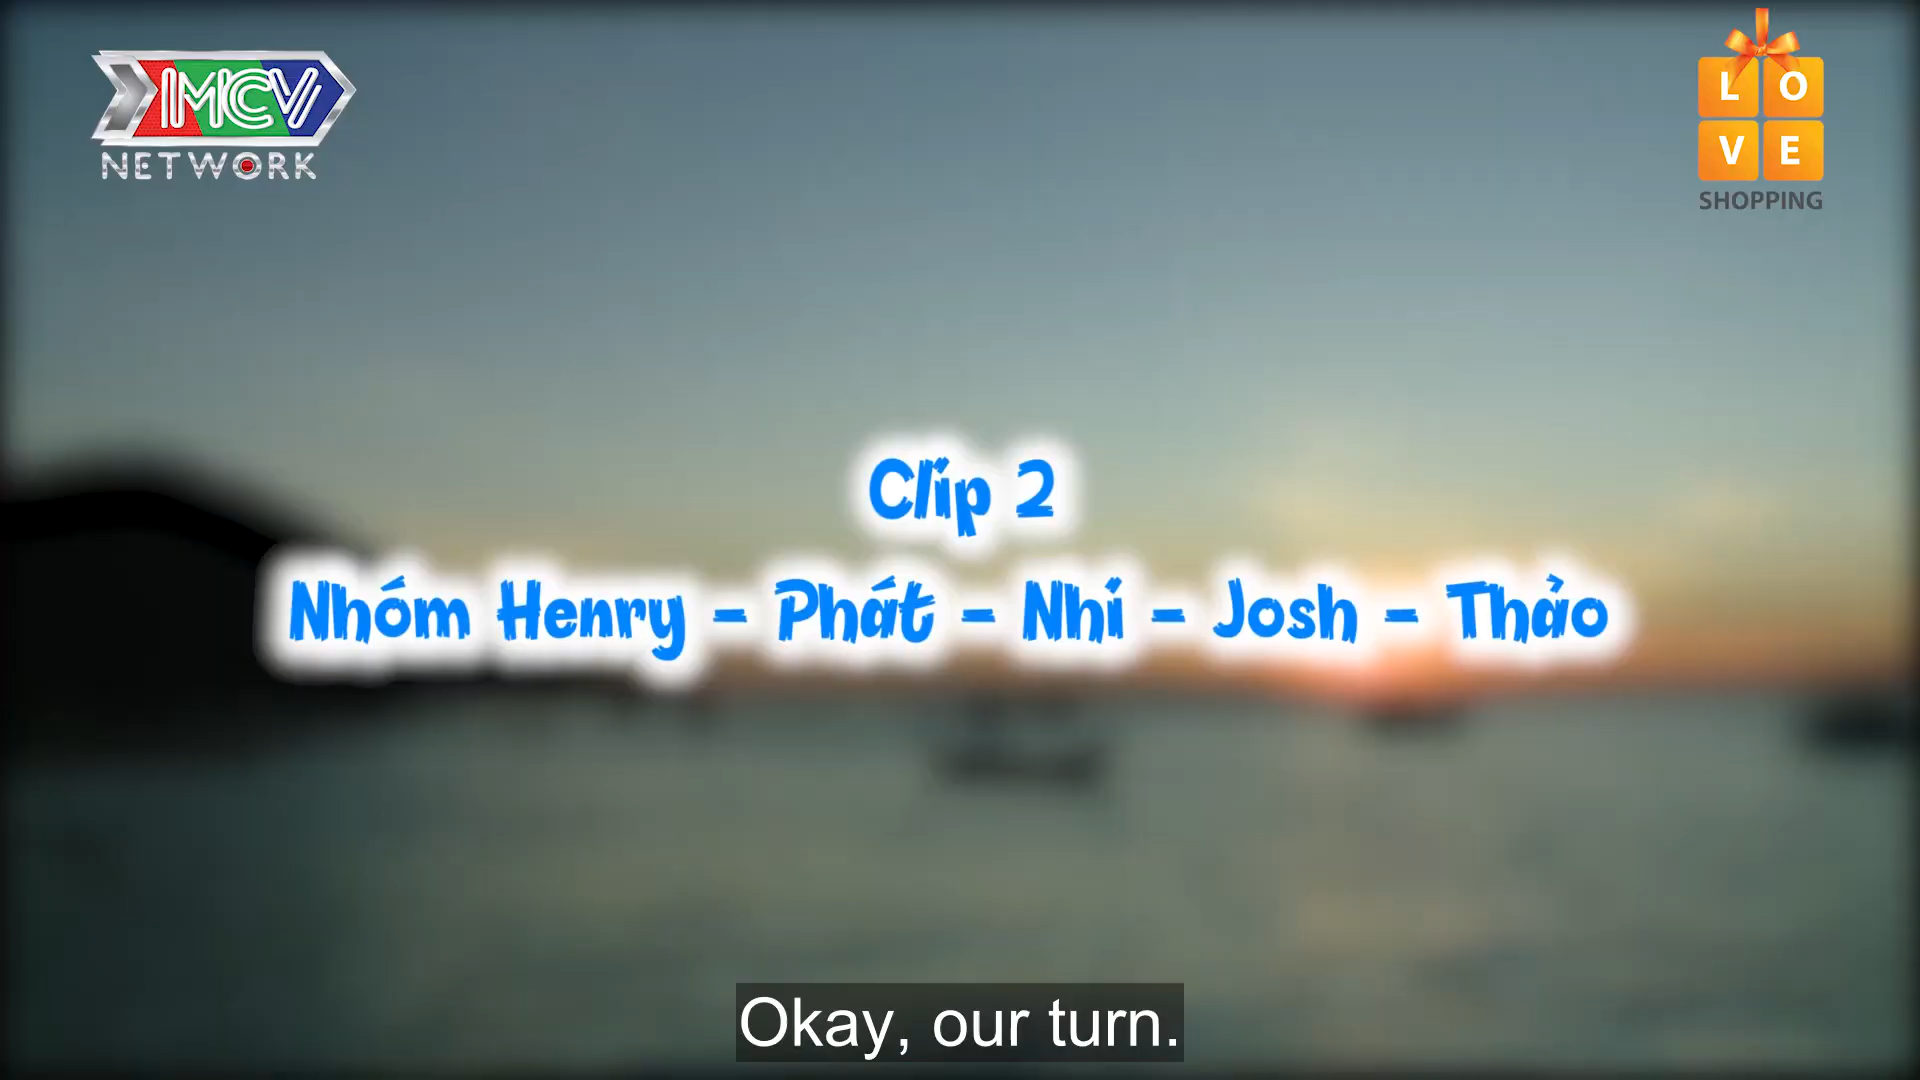 MCV
NETWORK
L O
V E
SHOPPING
Clip 2
Nhóm Henry - Phát - Nhi - Josh - Thảo
Okay, our turn.